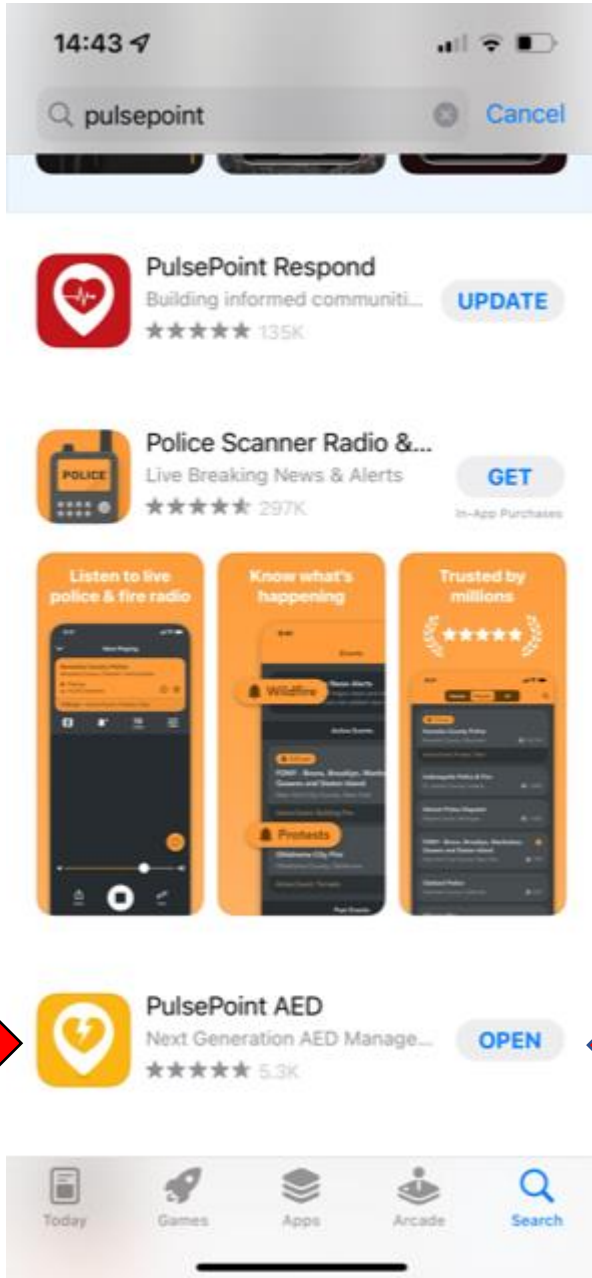 14:43
pulsepoint
Cancel
PulsePoint Respond
Building informed communiti...
UPDATE
135K
Police Scanner Radio &...
POLICE
Live Breaking News & Alerts
GET
297K
In-App Purchases
Listen to live
police & fire radio
Know what's
happening
Trusted by
millions
Wildfire
Protests
PulsePoint AED
Next Generation AED Manage...
OPEN
5.3K
Today
Games
Apps
Arcade
Search